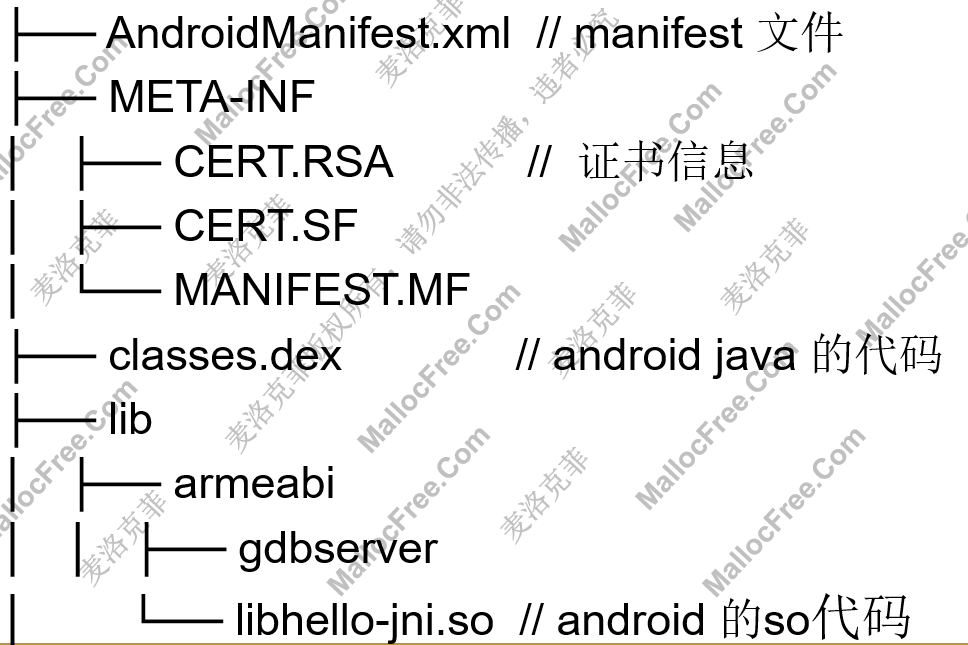 ├── AndroidManifest.xml // manifest 文件
├── META-INF
│ ├── CERT.RSA // 证书信息
│ ├── CERT.SF
│ └── MANIFEST.MF
├── classes.dex // android java 的代码
├── lib
│ ├── armeabi
│ │ ├── gdbserver
│ └── libhello-jni.so // android 的so代码
麦洛克菲版权所有，请勿非法传播，违者必究
麦洛克菲
MallocFree.Com